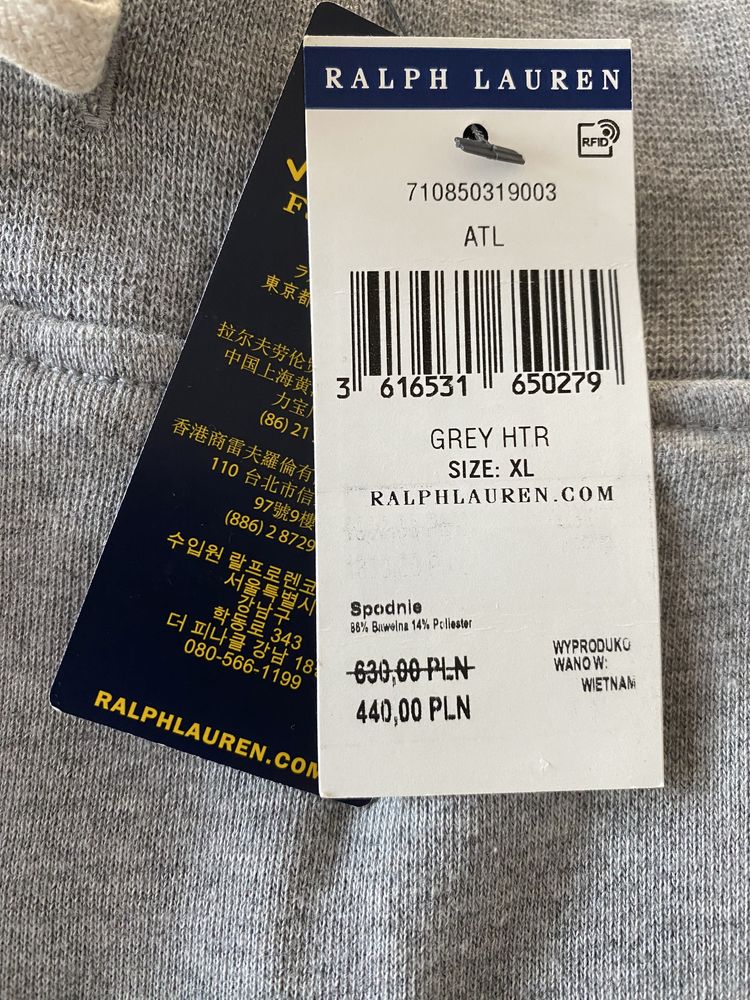 RALPH LAUREN
RFID
710850319003
ATL
3 616531 650279
GREY HTR
SIZE: XL
RALPHLAUREN.COM
Spodnie
86% Bawełna 14% Poliester
630,00 PLN
440,00 PLN
WYPRODUKO
WANO W:
WIETNAM
東京都
拉尔夫劳伦
中国上海黄
力宝
(86) 21
香港商雷夫羅倫有
110 台北市信
97號9樓
(886) 2 8729
수입원 랄프로렌코
서울특별시
강남구
학동로 343
더 피나클 강남 18
080-566-1199
RALPHLAUREN.COM